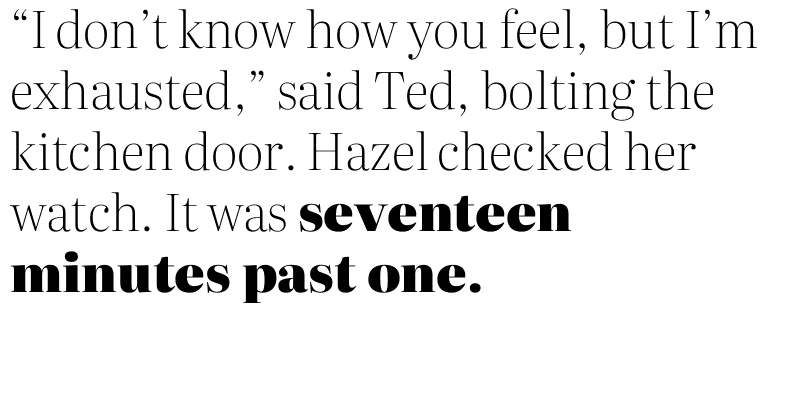 “I don’t know how you feel, but I’m
exhausted,” said Ted, bolting the
kitchen door. Hazel checked her
watch. It was seventeen
minutes past one.